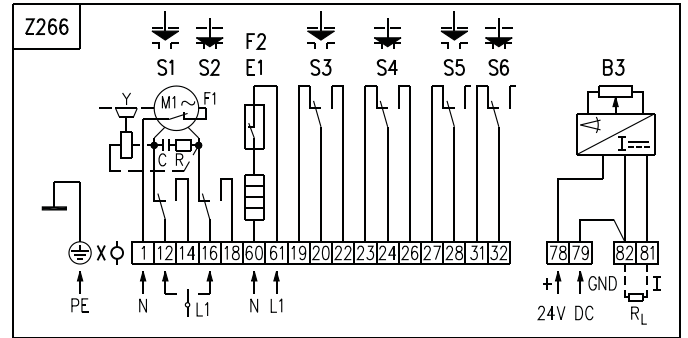 Z266
F2
S1 S2 E1 S3 S4 S5 S6 B3
Y M1 ~ F1
C R I
X 1 12 14 16 18 60 61 19 20 22 23 24 26 27 28 31 32 78 79 82 81
+ GND I
PE N L1 N L1 24V DC RL